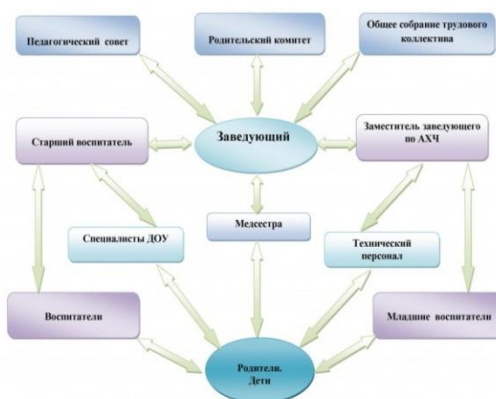 Педагогический совет
Родительский комитет
Общее собрание трудового
коллектива
Заведующий
Старший воспитатель
Заместитель заведующего
по АХЧ
Медсестра
Специалисты ДОУ
Технический
персонал
Воспитатели
Младшие воспитатели
Родители.
Дети